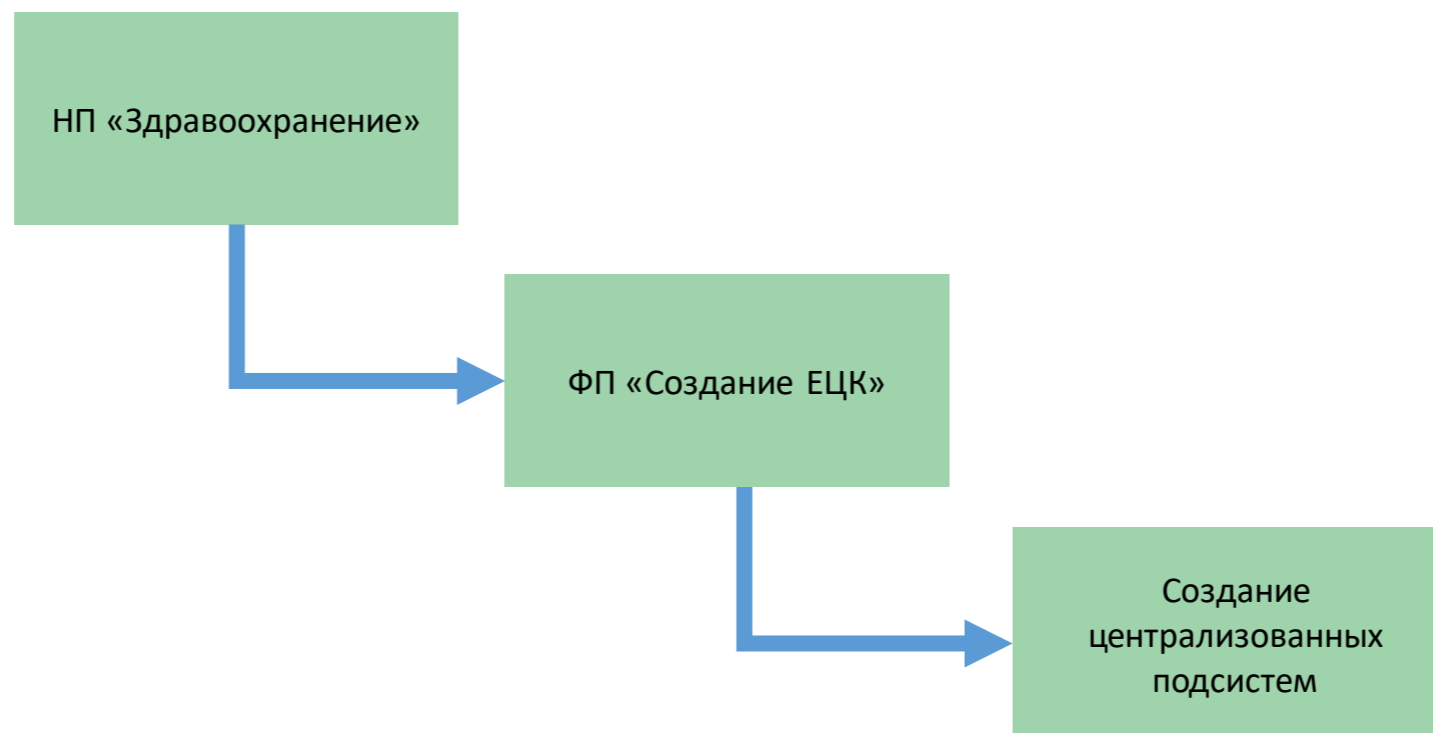 НП «Здравоохранение»
ФП «Создание ЕЦК»
Создание
централизованных
подсистем